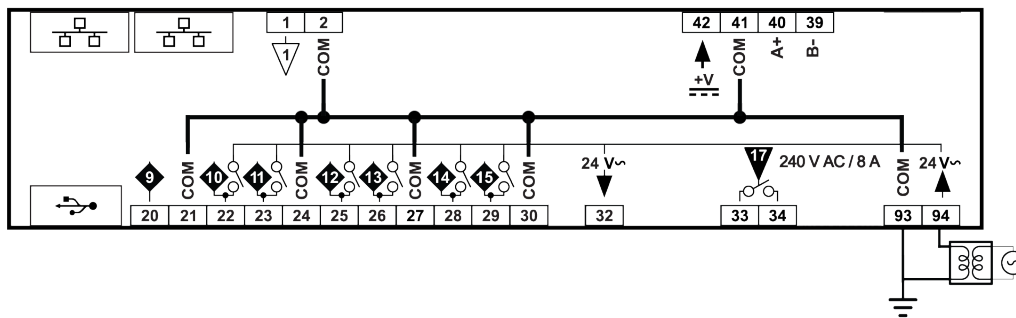 1 2 42 41 40 39
1 COM +V COM A+ B-
9 COM 10 11 COM 12 13 COM 14 15 COM 24 V~ 17 240 V AC / 8 A COM 24 V~
20 21 22 23 24 25 26 27 28 29 30 32 33 34 93 94